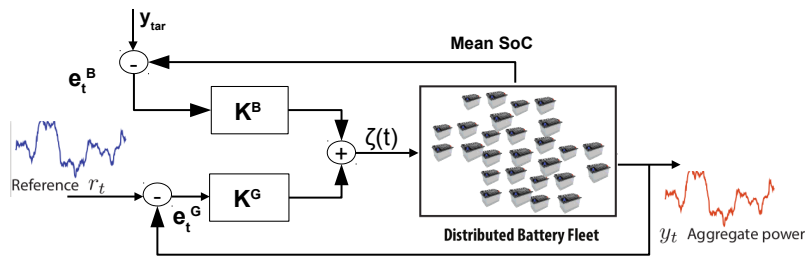 y_tar
Mean SoC
-
e_t^B
K^B
ζ(t)
+
Reference r_t
-
e_t^G
K^G
Distributed Battery Fleet
y_t Aggregate power